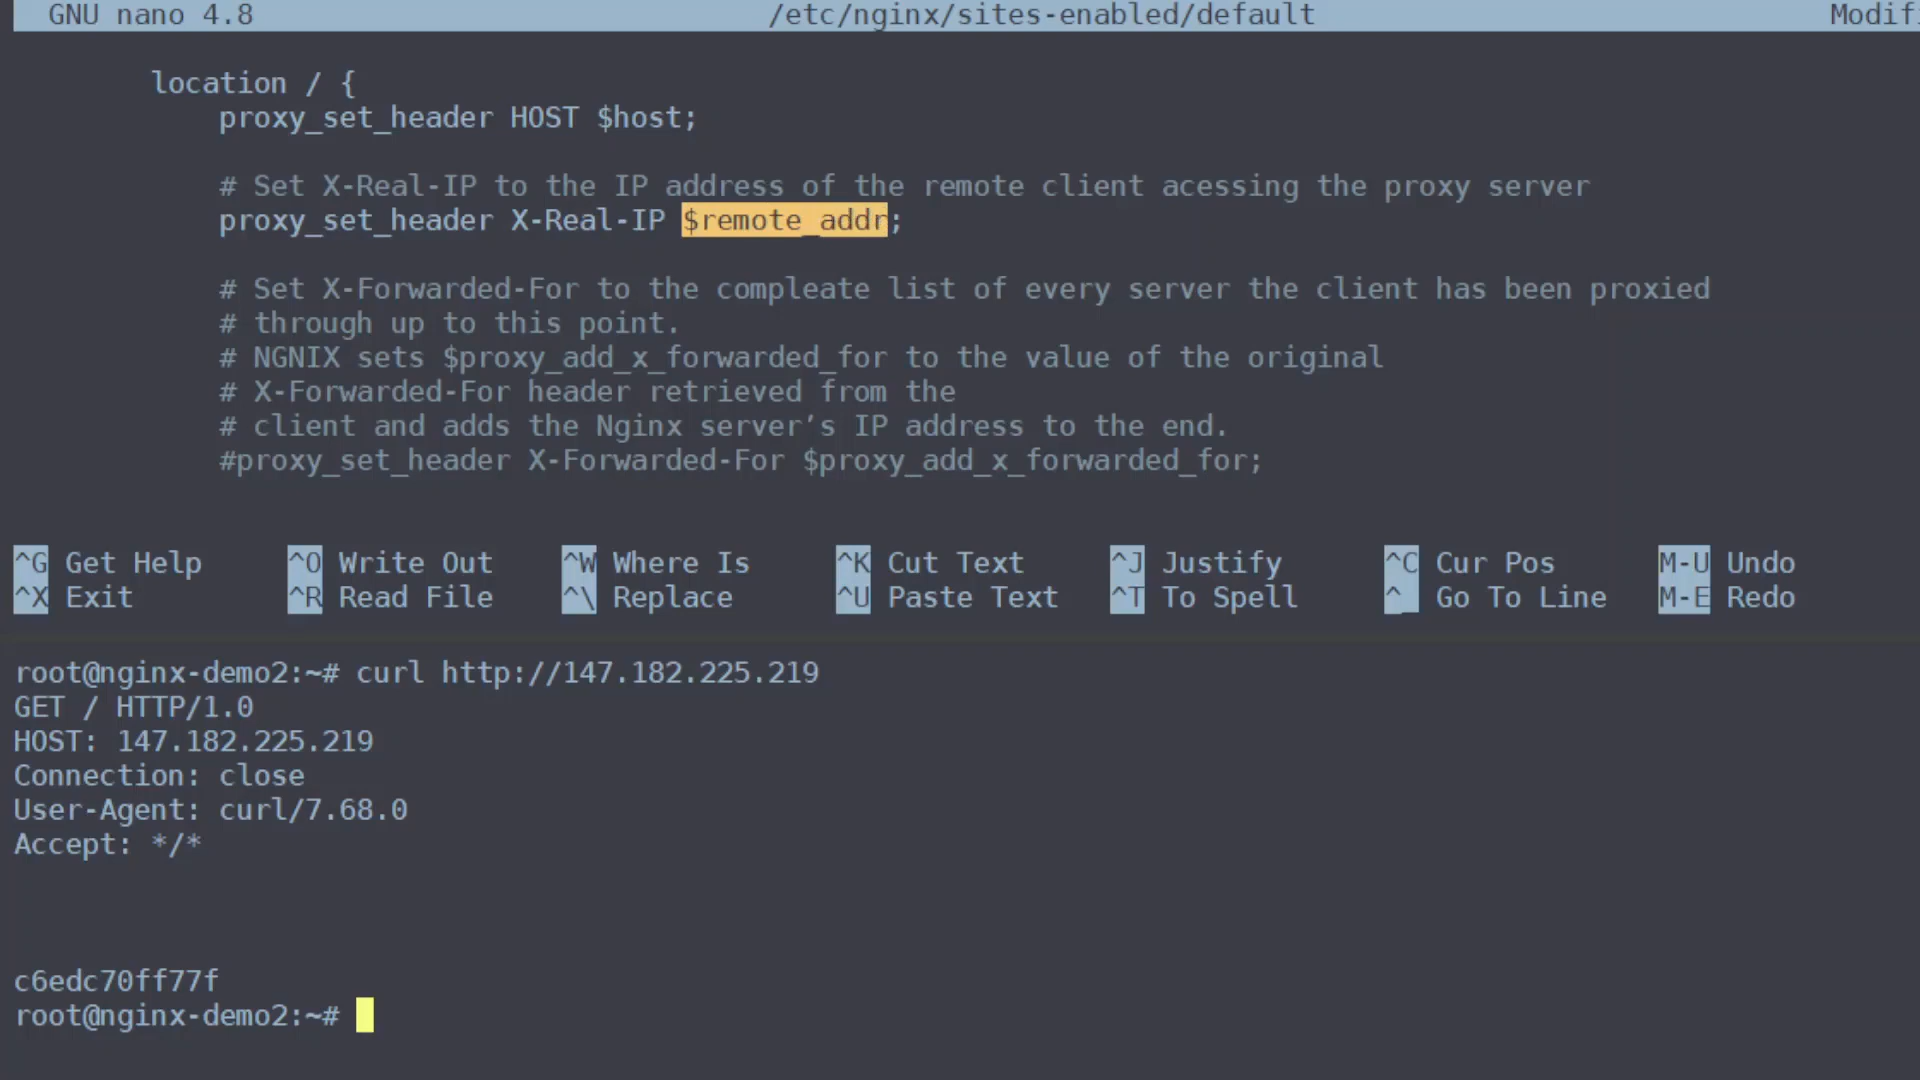 GNU nano 4.8 /etc/nginx/sites-enabled/default Modif
location / {
proxy_set_header HOST $host;
# Set X-Real-IP to the IP address of the remote client acessing the proxy server
proxy_set_header X-Real-IP $remote_addr;
# Set X-Forwarded-For to the compleate list of every server the client has been proxied
# through up to this point.
# NGNIX sets $proxy_add_x_forwarded_for to the value of the original
# X-Forwarded-For header retrieved from the
# client and adds the Nginx server’s IP address to the end.
#proxy_set_header X-Forwarded-For $proxy_add_x_forwarded_for;
^G Get Help ^O Write Out ^W Where Is ^K Cut Text ^J Justify ^C Cur Pos M-U Undo
^X Exit ^R Read File ^\ Replace ^U Paste Text ^T To Spell ^_ Go To Line M-E Redo
root@nginx-demo2:~# curl http://147.182.225.219
GET / HTTP/1.0
HOST: 147.182.225.219
Connection: close
User-Agent: curl/7.68.0
Accept: */*
c6edc70ff77f
root@nginx-demo2:~#